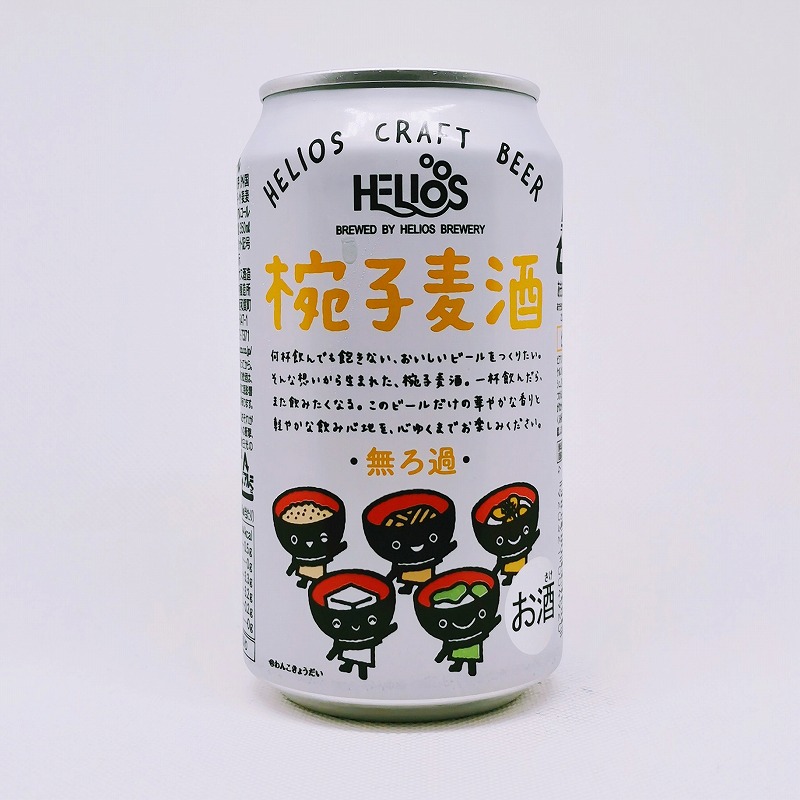 HELIOS CRAFT BEER
HELIOS
BREWED BY HELIOS BREWERY
椀子麦酒
何杯飲んでも飽きない、おいしいビールをつくりたい。
そんな想いから生まれた、椀子麦酒。一杯飲んだら、
また飲みたくなる。このビールだけの華やかな香りと
軽やかな飲み心地を、心ゆくまでお楽しみください。
・無ろ過・
さけ
お酒
©わんこきょうだい